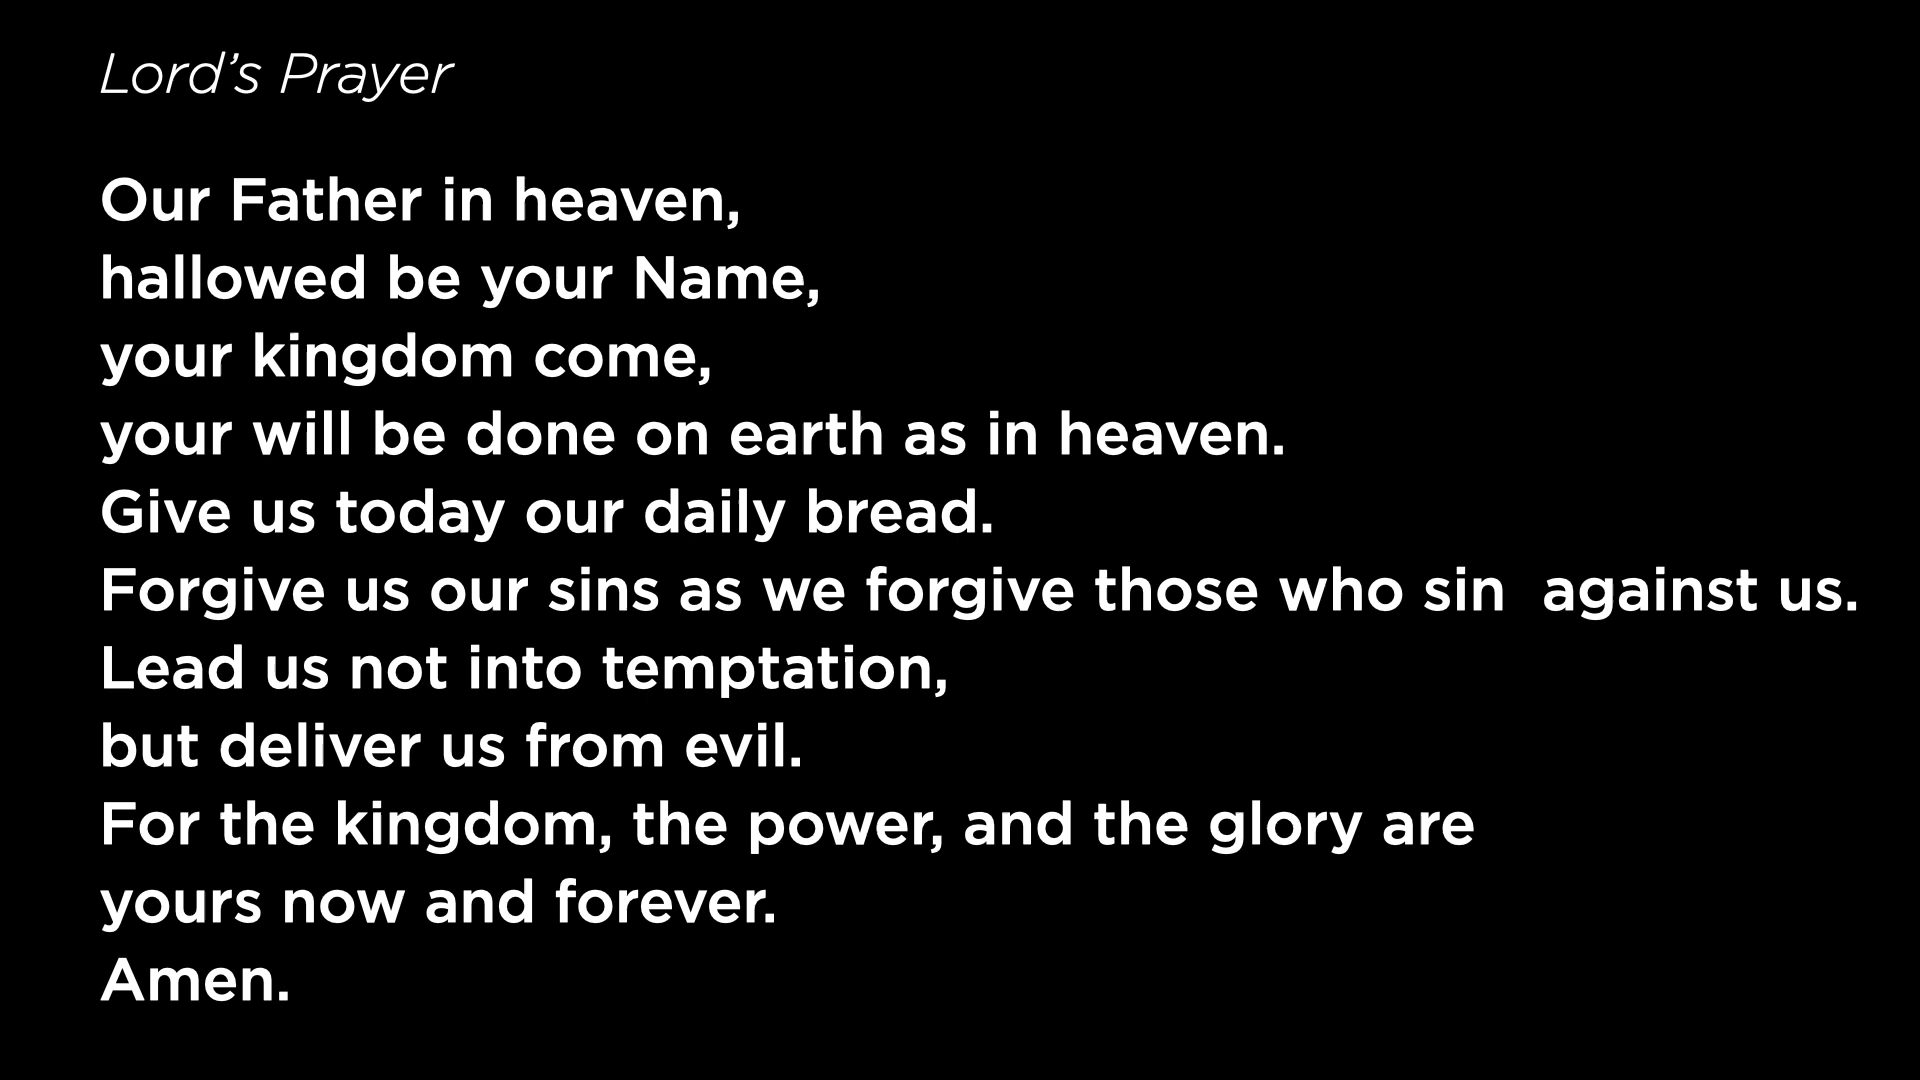 Lord’s Prayer
Our Father in heaven,
hallowed be your Name,
your kingdom come,
your will be done on earth as in heaven.
Give us today our daily bread.
Forgive us our sins as we forgive those who sin  against us.
Lead us not into temptation,
but deliver us from evil.
For the kingdom, the power, and the glory are
yours now and forever.
Amen.